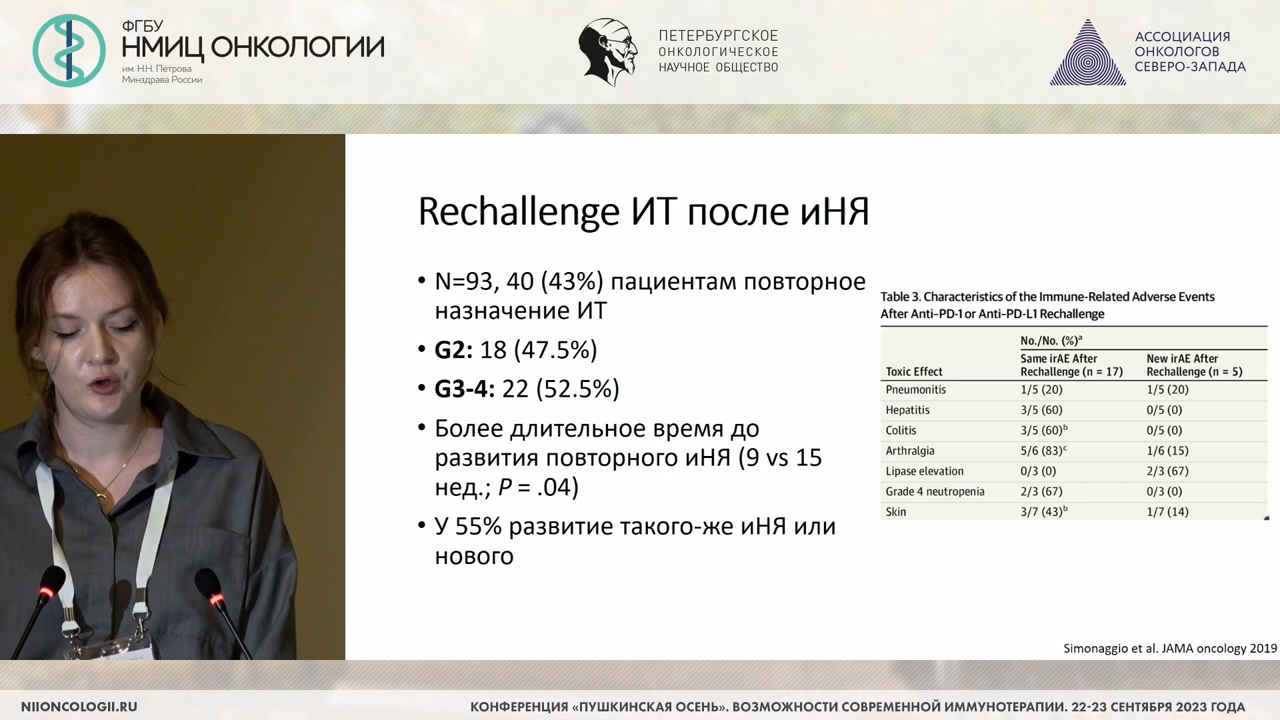 ФГБУ
НМИЦ ОНКОЛОГИИ
им. Н.Н. Петрова
Минздрава России
ПЕТЕРБУРГСКОЕ
ОНКОЛОГИЧЕСКОЕ
НАУЧНОЕ ОБЩЕСТВО
АССОЦИАЦИЯ
ОНКОЛОГОВ
СЕВЕРО-ЗАПАДА
Rechallenge ИТ после иНЯ
• N=93, 40 (43%) пациентам повторное
назначение ИТ
• G2: 18 (47.5%)
• G3-4: 22 (52.5%)
• Более длительное время до
развития повторного иНЯ (9 vs 15
нед.; P = .04)
• У 55% развитие такого-же иНЯ или
нового
Table 3. Characteristics of the Immune-Related Adverse Events
After Anti–PD-1 or Anti–PD-L1 Rechallenge
No./No. (%)a
Toxic Effect Same irAE After Rechallenge (n = 17) New irAE After Rechallenge (n = 5)
Pneumonitis 1/5 (20) 1/5 (20)
Hepatitis 3/5 (60) 0/5 (0)
Colitis 3/5 (60)b 0/5 (0)
Arthralgia 5/6 (83)c 1/6 (15)
Lipase elevation 0/3 (0) 2/3 (67)
Grade 4 neutropenia 2/3 (67) 0/3 (0)
Skin 3/7 (43)b 1/7 (14)
Simonaggio et al. JAMA oncology 2019
NIIONCOLOGII.RU
КОНФЕРЕНЦИЯ «ПУШКИНСКАЯ ОСЕНЬ». ВОЗМОЖНОСТИ СОВРЕМЕННОЙ ИММУНОТЕРАПИИ. 22-23 СЕНТЯБРЯ 2023 ГОДА